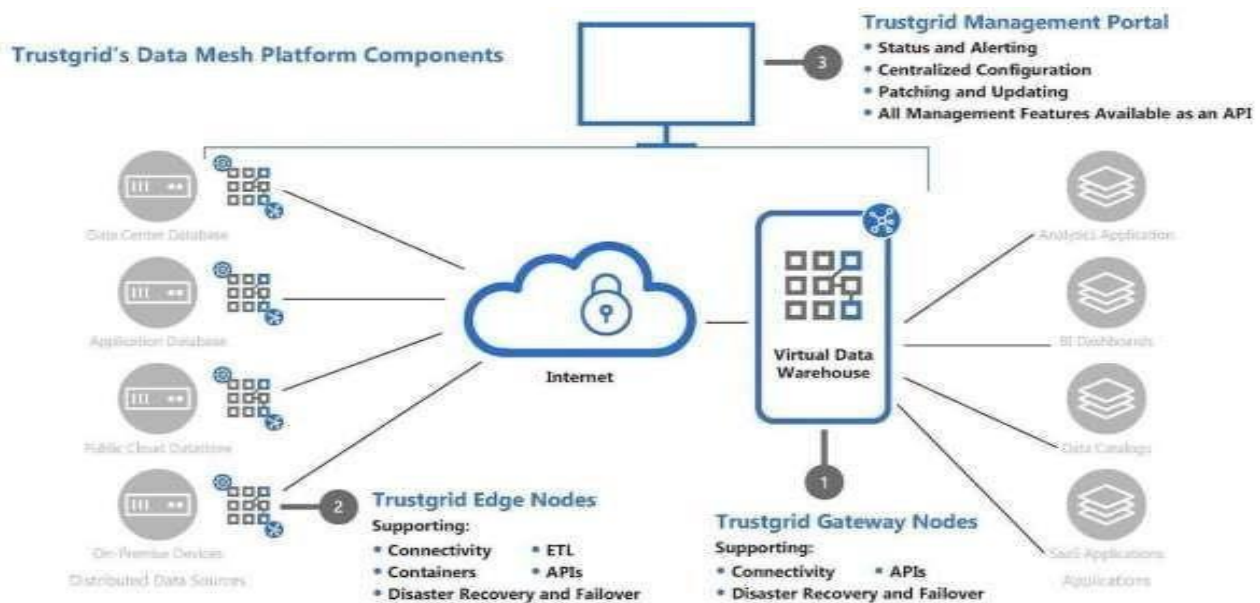 Trustgrid's Data Mesh Platform Components
3
Trustgrid Management Portal
• Status and Alerting
• Centralized Configuration
• Patching and Updating
• All Management Features Available as an API
Data Center Database
Application Database
Public Cloud Datastore
On-Premise Devices
Distributed Data Sources
Internet
Virtual Data
Warehouse
Analytics Application
BI Dashboards
Data Catalogs
SaaS Applications
Applications
2
Trustgrid Edge Nodes
Supporting:
• Connectivity • ETL
• Containers • APIs
• Disaster Recovery and Failover
1
Trustgrid Gateway Nodes
Supporting:
• Connectivity • APIs
• Disaster Recovery and Failover